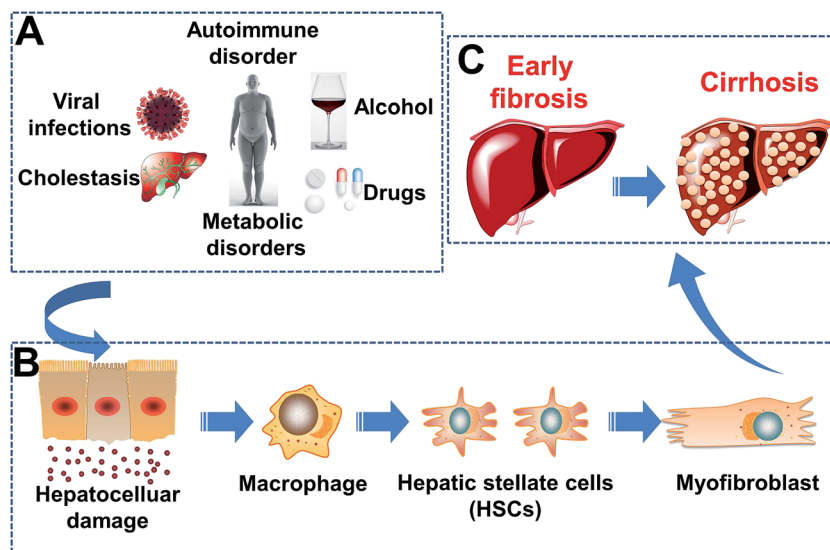 A
Autoimmune
disorder
Viral
infections
Alcohol
Cholestasis
Drugs
Metabolic
disorders
C
Early
fibrosis
Cirrhosis
B
Hepatocelluar
damage
Macrophage
Hepatic stellate cells
(HSCs)
Myofibroblast